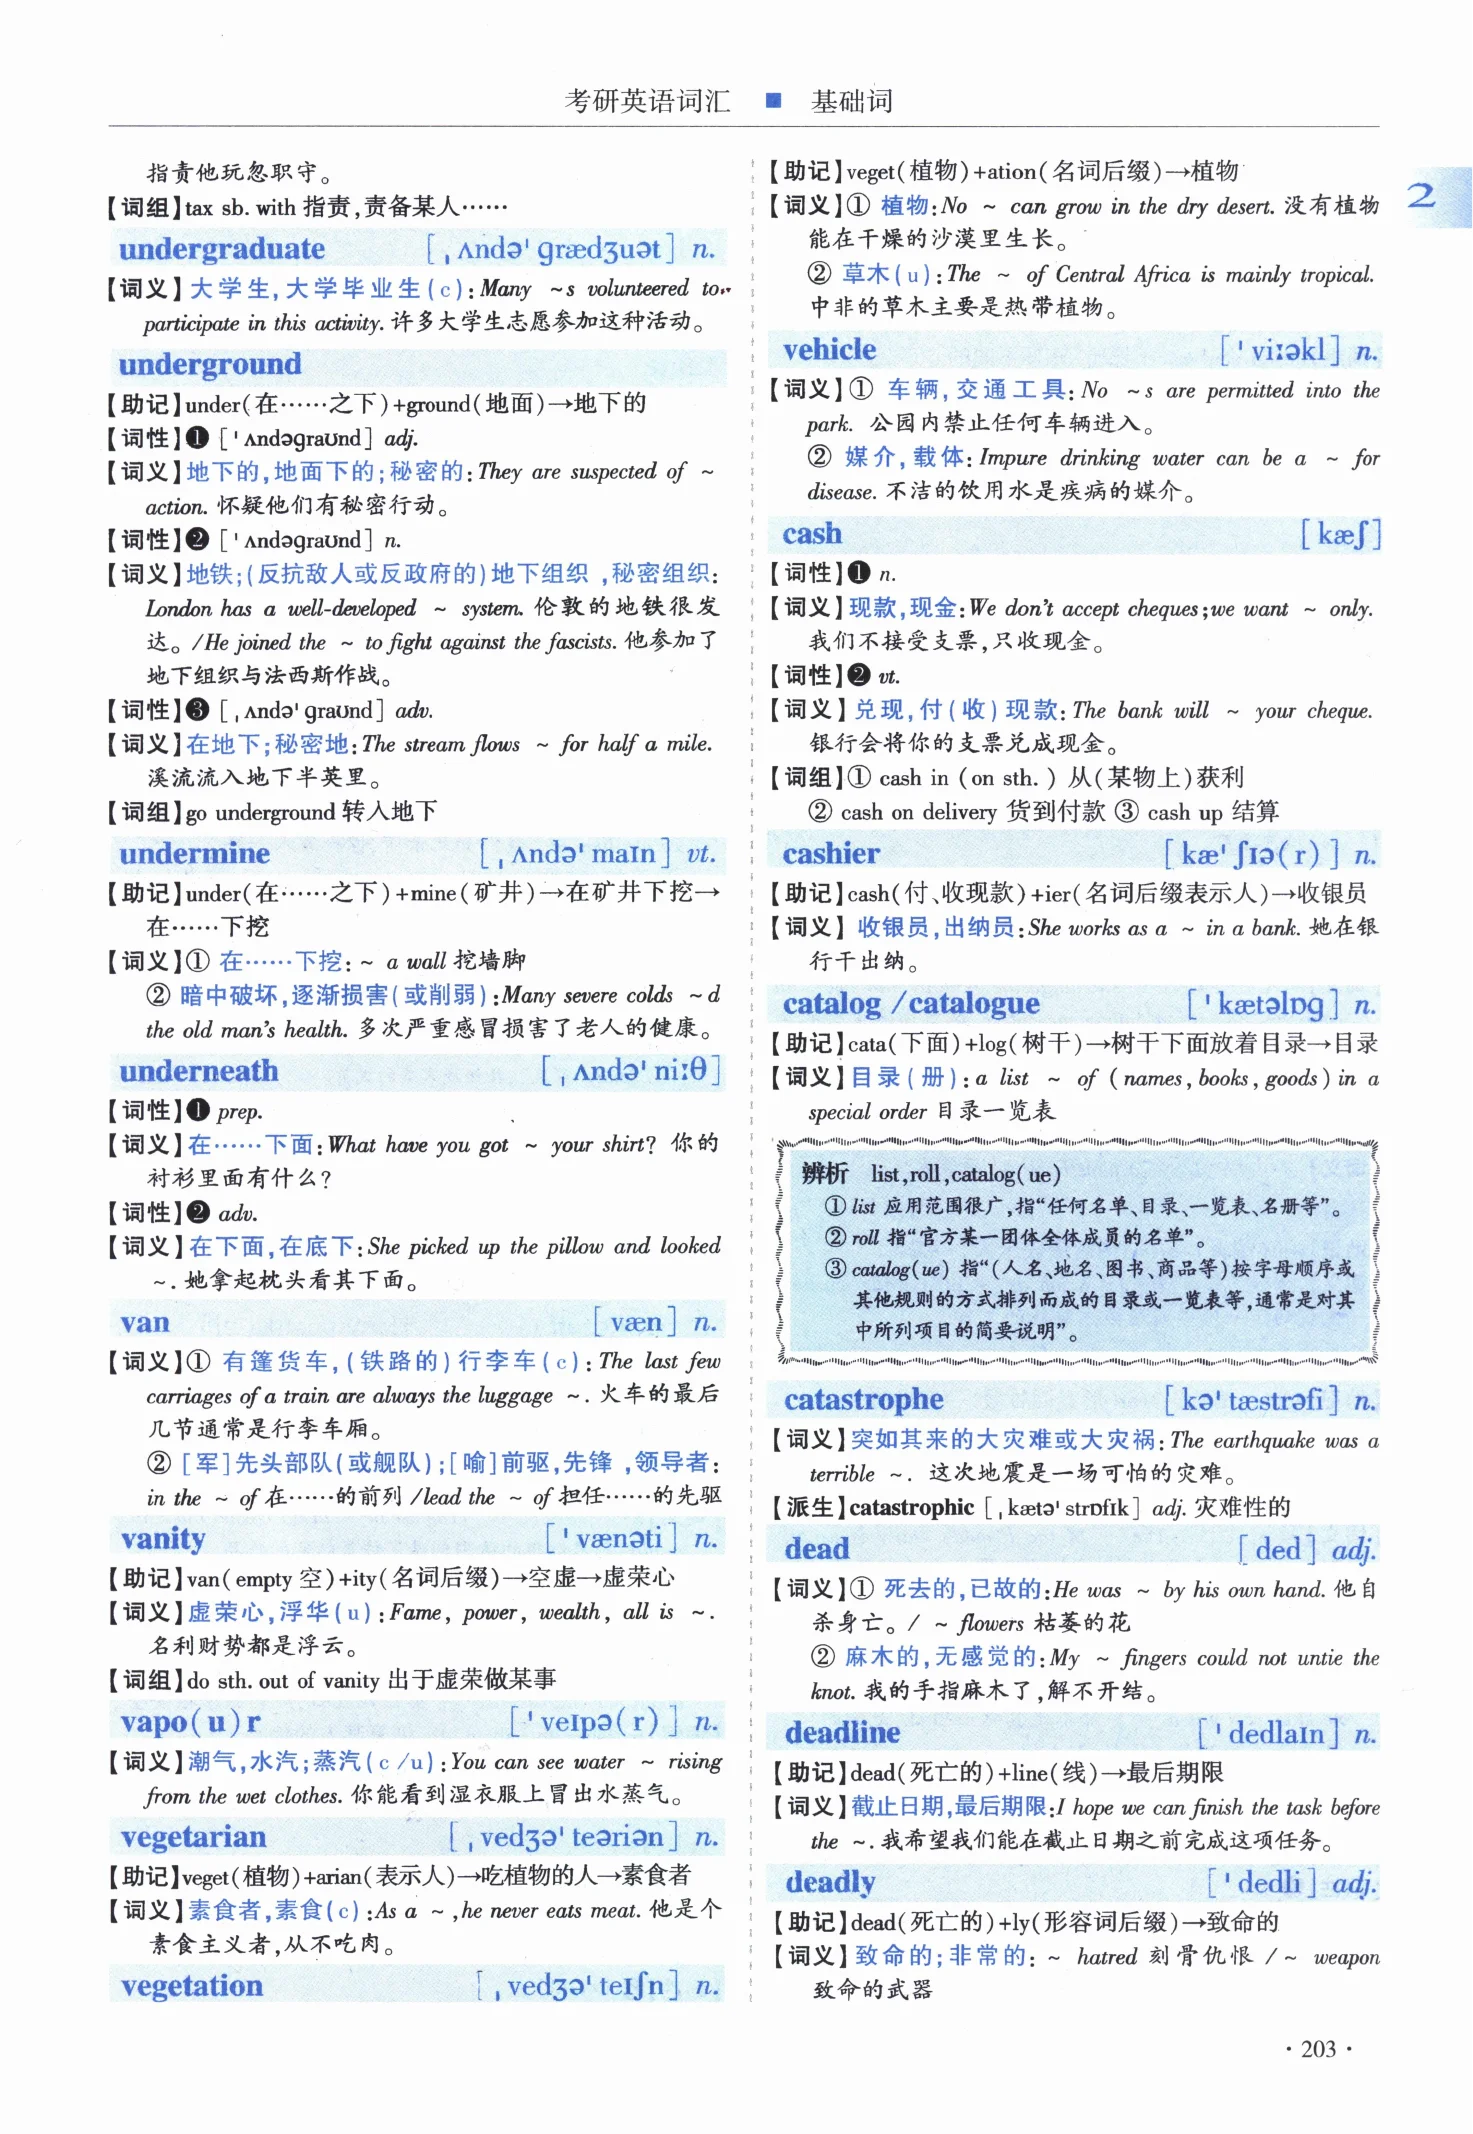 考研英语词汇 ■ 基础词
指责他玩忽职守。
【词组】tax sb. with 指责,责备某人……
undergraduate [ˌʌndəˈɡrædʒuət] n.
【词义】大学生,大学毕业生(c):Many ~s volunteered to
participate in this activity. 许多大学生志愿参加这种活动。
underground
【助记】under(在……之下)+ground(地面)→地下的
【词性】❶ [ˈʌndəɡraʊnd] adj.
【词义】地下的,地面下的;秘密的:They are suspected of ~
action. 怀疑他们有秘密行动。
【词性】❷ [ˈʌndəɡraʊnd] n.
【词义】地铁;(反抗敌人或反政府的)地下组织,秘密组织:
London has a well-developed ~ system. 伦敦的地铁很发
达。/He joined the ~ to fight against the fascists. 他参加了
地下组织与法西斯作战。
【词性】❸ [ˌʌndəˈɡraʊnd] adv.
【词义】在地下;秘密地:The stream flows ~ for half a mile.
溪流流入地下半英里。
【词组】go underground 转入地下
undermine [ˌʌndəˈmaɪn] vt.
【助记】under(在……之下)+mine(矿井)→在矿井下挖→
在……下挖
【词义】① 在……下挖: ~ a wall 挖墙脚
② 暗中破坏,逐渐损害(或削弱):Many severe colds ~d
the old man's health. 多次严重感冒损害了老人的健康。
underneath [ˌʌndəˈniːθ]
【词性】❶ prep.
【词义】在……下面:What have you got ~ your shirt? 你的
衬衫里面有什么?
【词性】❷ adv.
【词义】在下面,在底下:She picked up the pillow and looked
~. 她拿起枕头看其下面。
van [væn] n.
【词义】① 有篷货车,(铁路的)行李车(c):The last few
carriages of a train are always the luggage ~. 火车的最后
几节通常是行李车厢。
② [军]先头部队(或舰队);[喻]前驱,先锋,领导者:
in the ~ of 在……的前列 /lead the ~ of 担任……的先驱
vanity [ˈvænəti] n.
【助记】van(empty 空)+ity(名词后缀)→空虚→虚荣心
【词义】虚荣心,浮华(u):Fame, power, wealth, all is ~.
名利财势都是浮云。
【词组】do sth. out of vanity 出于虚荣做某事
vapo(u)r [ˈveɪpə(r)] n.
【词义】潮气,水汽;蒸汽(c /u):You can see water ~ rising
from the wet clothes. 你能看到湿衣服上冒出水蒸气。
vegetarian [ˌvedʒəˈteəriən] n.
【助记】veget(植物)+arian(表示人)→吃植物的人→素食者
【词义】素食者,素食(c):As a ~,he never eats meat. 他是个
素食主义者,从不吃肉。
vegetation [ˌvedʒəˈteɪʃn] n.
【助记】veget(植物)+ation(名词后缀)→植物
【词义】① 植物:No ~ can grow in the dry desert. 没有植物
能在干燥的沙漠里生长。
② 草木(u):The ~ of Central Africa is mainly tropical.
中非的草木主要是热带植物。
vehicle [ˈviːəkl] n.
【词义】① 车辆,交通工具:No ~s are permitted into the
park. 公园内禁止任何车辆进入。
② 媒介,载体:Impure drinking water can be a ~ for
disease. 不洁的饮用水是疾病的媒介。
cash [kæʃ]
【词性】❶ n.
【词义】现款,现金:We don't accept cheques;we want ~ only.
我们不接受支票,只收现金。
【词性】❷ vt.
【词义】兑现,付(收)现款:The bank will ~ your cheque.
银行会将你的支票兑成现金。
【词组】① cash in (on sth.) 从(某物上)获利
② cash on delivery 货到付款 ③ cash up 结算
cashier [kæˈʃɪə(r)] n.
【助记】cash(付、收现款)+ier(名词后缀表示人)→收银员
【词义】收银员,出纳员:She works as a ~ in a bank. 她在银
行干出纳。
catalog /catalogue [ˈkætəlɒɡ] n.
【助记】cata(下面)+log(树干)→树干下面放着目录→目录
【词义】目录(册):a list ~ of (names,books,goods)in a
special order 目录一览表
辨析 list,roll,catalog(ue)
① list 应用范围很广,指“任何名单、目录、一览表、名册等”。
② roll 指“官方某一团体全体成员的名单”。
③ catalog(ue) 指“(人名、地名、图书、商品等)按字母顺序或
其他规则的方式排列而成的目录或一览表等,通常是对其
中所列项目的简要说明”。
catastrophe [kəˈtæstrəfi] n.
【词义】突如其来的大灾难或大灾祸:The earthquake was a
terrible ~. 这次地震是一场可怕的灾难。
【派生】catastrophic [ˌkætəˈstrɒfɪk] adj. 灾难性的
dead [ded] adj.
【词义】① 死去的,已故的:He was ~ by his own hand. 他自
杀身亡。/ ~ flowers 枯萎的花
② 麻木的,无感觉的:My ~ fingers could not untie the
knot. 我的手指麻木了,解不开结。
deadline [ˈdedlaɪn] n.
【助记】dead(死亡的)+line(线)→最后期限
【词义】截止日期,最后期限:I hope we can finish the task before
the ~. 我希望我们能在截止日期之前完成这项任务。
deadly [ˈdedli] adj.
【助记】dead(死亡的)+ly(形容词后缀)→致命的
【词义】致命的;非常的: ~ hatred 刻骨仇恨 / ~ weapon
致命的武器
2
· 203 ·